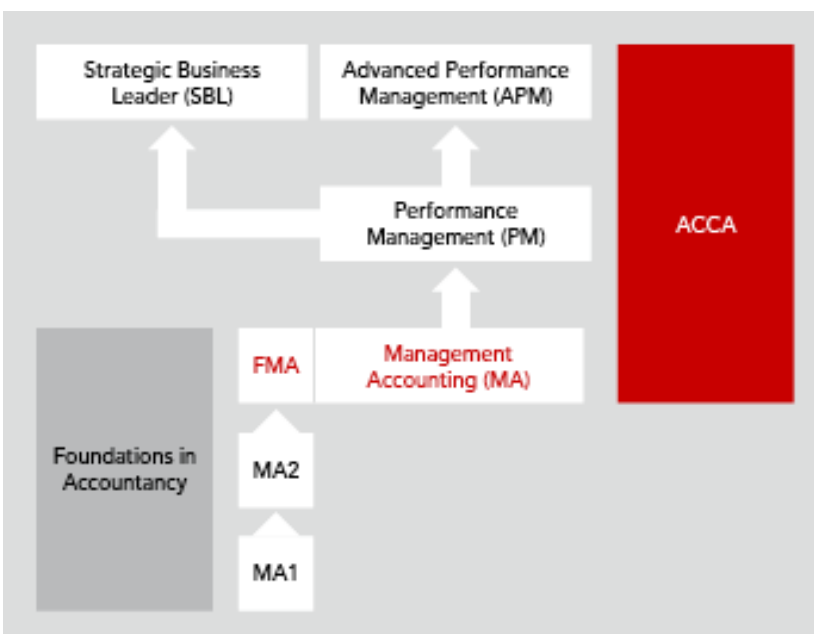 Strategic Business
Leader (SBL)
Advanced Performance
Management (APM)
Performance
Management (PM)
ACCA
FMA
Management
Accounting (MA)
Foundations in
Accountancy
MA2
MA1